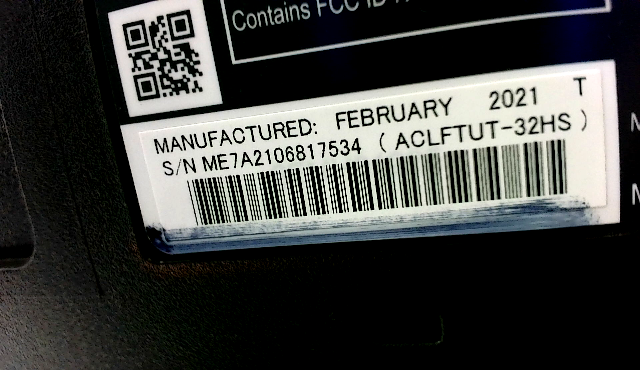 Contains FCC ID
MANUFACTURED: FEBRUARY 2021 T
S/N ME7A2106817534 ( ACLFTUT-32HS )